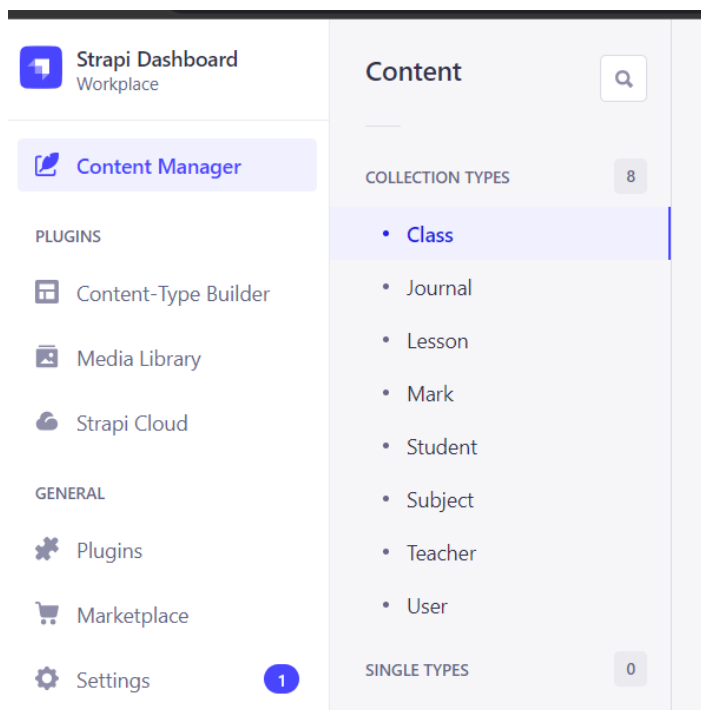 Strapi Dashboard
Workplace
Content Manager
PLUGINS
Content-Type Builder
Media Library
Strapi Cloud
GENERAL
Plugins
Marketplace
Settings
1
Content
COLLECTION TYPES
8
Class
Journal
Lesson
Mark
Student
Subject
Teacher
User
SINGLE TYPES
0